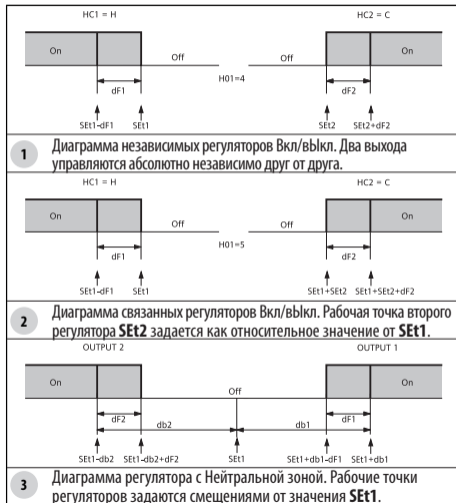 HC1 = H HC2 = C
On Off Off On
H01=4
dF1 dF2
SEt1-dF1 SEt1 SEt2 SEt2+dF2
1 Диаграмма независимых регуляторов Вкл/вЫкл. Два выхода
управляются абсолютно независимо друг от друга.
HC1 = H HC2 = C
On Off Off On
H01=5
dF1 dF2
SEt1-dF1 SEt1 SEt1+SEt2 SEt1+SEt2+dF2
2 Диаграмма связанных регуляторов Вкл/вЫкл. Рабочая точка второго
регулятора SEt2 задается как относительное значение от SEt1.
OUTPUT 2 OUTPUT 1
On Off On
dF2 db2 db1 dF1
SEt1-db2 SEt1-db2+dF2 SEt1 SEt1+db1-dF1 SEt1+db1
3 Диаграмма регулятора с Нейтральной зоной. Рабочие точки
регуляторов задаются смещениями от значения SEt1.